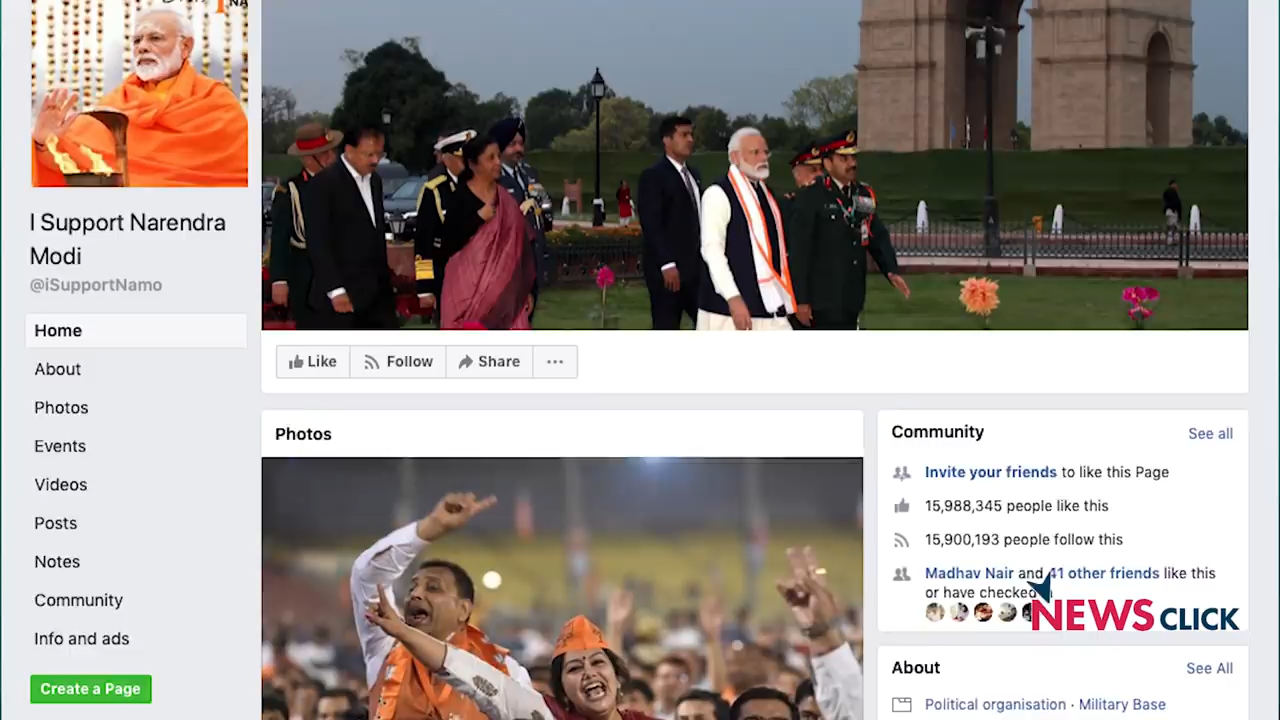 I Support Narendra
Modi
@iSupportNamo
Home
About
Photos
Events
Videos
Posts
Notes
Community
Info and ads
Create a Page
Like
Follow
Share
Photos
Community
See all
Invite your friends to like this Page
15,988,345 people like this
15,900,193 people follow this
Madhav Nair and 41 other friends like this
or have checked
NEWSCLICK
About
See All
Political organisation · Military Base